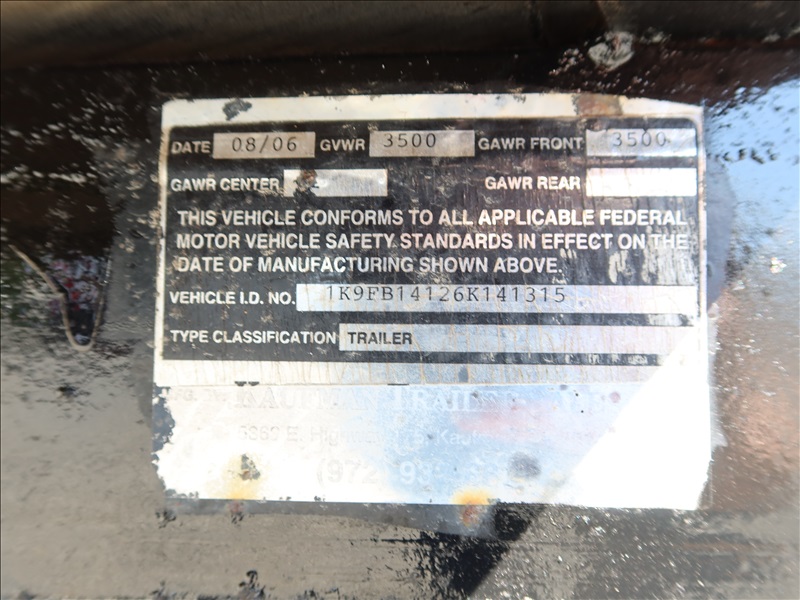 DATE 08/06 GVWR 3500 GAWR FRONT 3500
GAWR CENTER GAWR REAR
THIS VEHICLE CONFORMS TO ALL APPLICABLE FEDERAL
MOTOR VEHICLE SAFETY STANDARDS IN EFFECT ON THE
DATE OF MANUFACTURING SHOWN ABOVE.
VEHICLE I.D. NO. 1K9FB14126K141315
TYPE CLASSIFICATION TRAILER
(972)